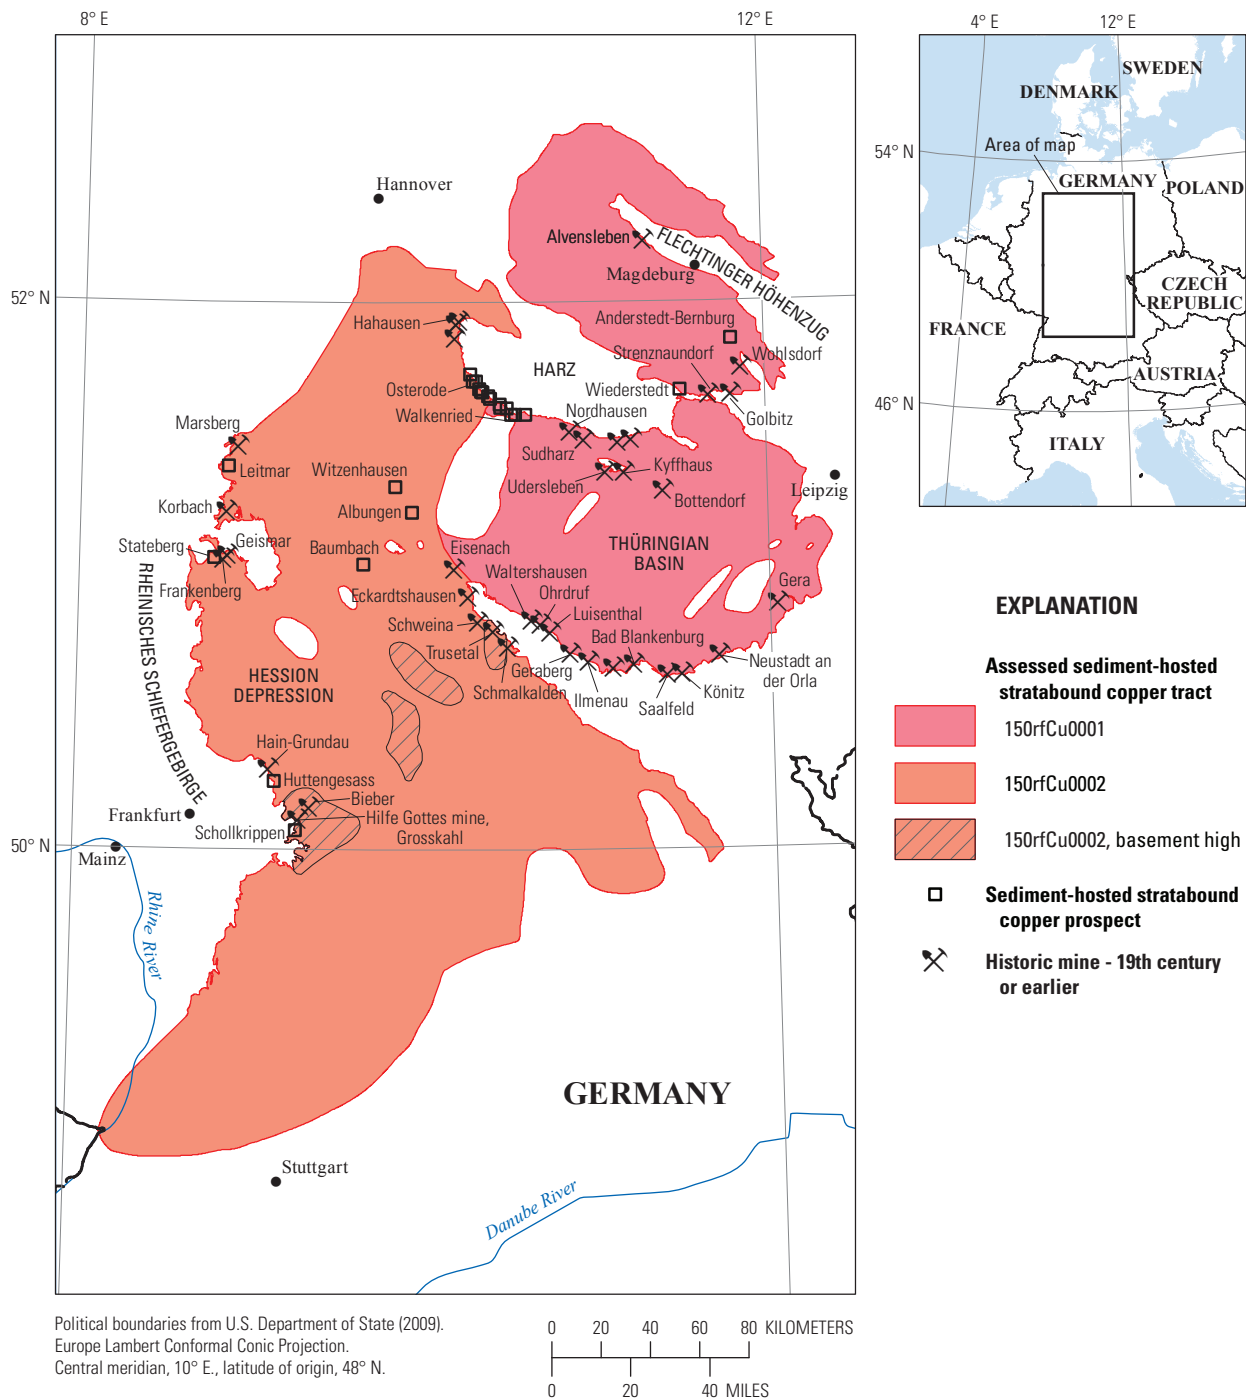 8° E
12° E
Hannover
Alvensleben
FLECHTINGER HÖHENZUG
Magdeburg
52° N
Hahausen
Anderstedt-Bernburg
Strenznaundorf
Wohlsdorf
HARZ
Osterode
Wiederstedt
Golbitz
Walkenried
Nordhausen
Marsberg
Leitmar
Witzenhausen
Sudharz
Kyffhaus
Udersleben
Bottendorf
Leipzig
Korbach
Albungen
Geismar
Stateberg
Baumbach
Eisenach
THÜRINGIAN
BASIN
Frankenberg
Waltershausen
Ohrdruf
Gera
Eckardtshausen
Luisenthal
Schweina
Bad Blankenburg
Trusetal
RHEINISCHES SCHIEFERGEBIRGE
HESSION
DEPRESSION
Geraberg
Schmalkalden
Ilmenau
Saalfeld
Könitz
Neustadt an
der Orla
Hain-Grundau
Huttengesass
Bieber
Frankfurt
Hilfe Gottes mine,
Grosskahl
Schollkrippen
50° N
Mainz
Rhine River
GERMANY
Stuttgart
Danube River
4° E
12° E
SWEDEN
DENMARK
54° N
Area of map
GERMANY
POLAND
CZECH
REPUBLIC
FRANCE
AUSTRIA
46° N
ITALY
EXPLANATION
Assessed sediment-hosted
stratabound copper tract
150rfCu0001
150rfCu0002
150rfCu0002, basement high
Sediment-hosted stratabound
copper prospect
Historic mine - 19th century
or earlier
Political boundaries from U.S. Department of State (2009).
Europe Lambert Conformal Conic Projection.
Central meridian, 10° E., latitude of origin, 48° N.
0 20 40 60 80 KILOMETERS
0 20 40 MILES